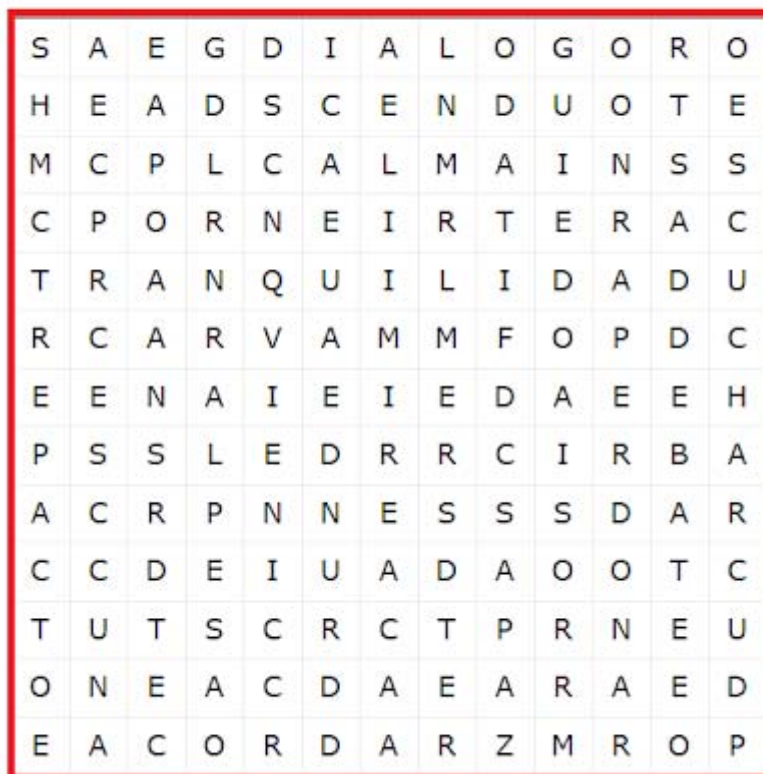 S A E G D I A L O G O R O
H E A D S C E N D U O T E
M C P L C A L M A I N S S
C P O R N E I R T E R A C
T R A N Q U I L I D A D U
R C A R V A M M F O P D C
E E N A I E I E D A E E H
P S S L E D R R C I R B A
A C R P N N E S S S D A R
C C D E I U A D A O O T C
T U T S C R C T P R N E U
O N E A C D A E A R A E D
E A C O R D A R Z M R O P